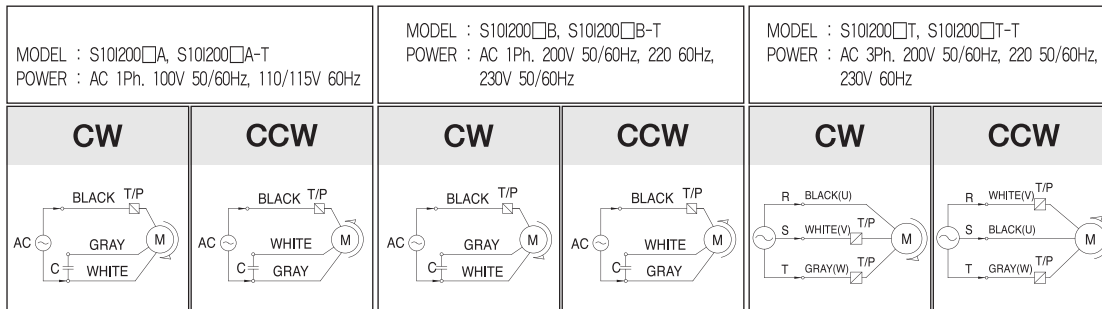 MODEL : S10I200□A, S10I200□A-T
POWER : AC 1Ph. 100V 50/60Hz, 110/115V 60Hz
MODEL : S10I200□B, S10I200□B-T
POWER : AC 1Ph. 200V 50/60Hz, 220 60Hz,
230V 50/60Hz
MODEL : S10I200□T, S10I200□T-T
POWER : AC 3Ph. 200V 50/60Hz, 220 50/60Hz,
230V 60Hz
CW
CCW
CW
CCW
CW
CCW
BLACK T/P
AC
GRAY
M
C
WHITE
BLACK T/P
AC
WHITE
M
C
GRAY
BLACK T/P
AC
GRAY
M
C
WHITE
BLACK T/P
AC
WHITE
M
C
GRAY
R BLACK(U)
S WHITE(V) T/P
M
T GRAY(W) T/P
R WHITE(V) T/P
S BLACK(U)
M
T GRAY(W) T/P